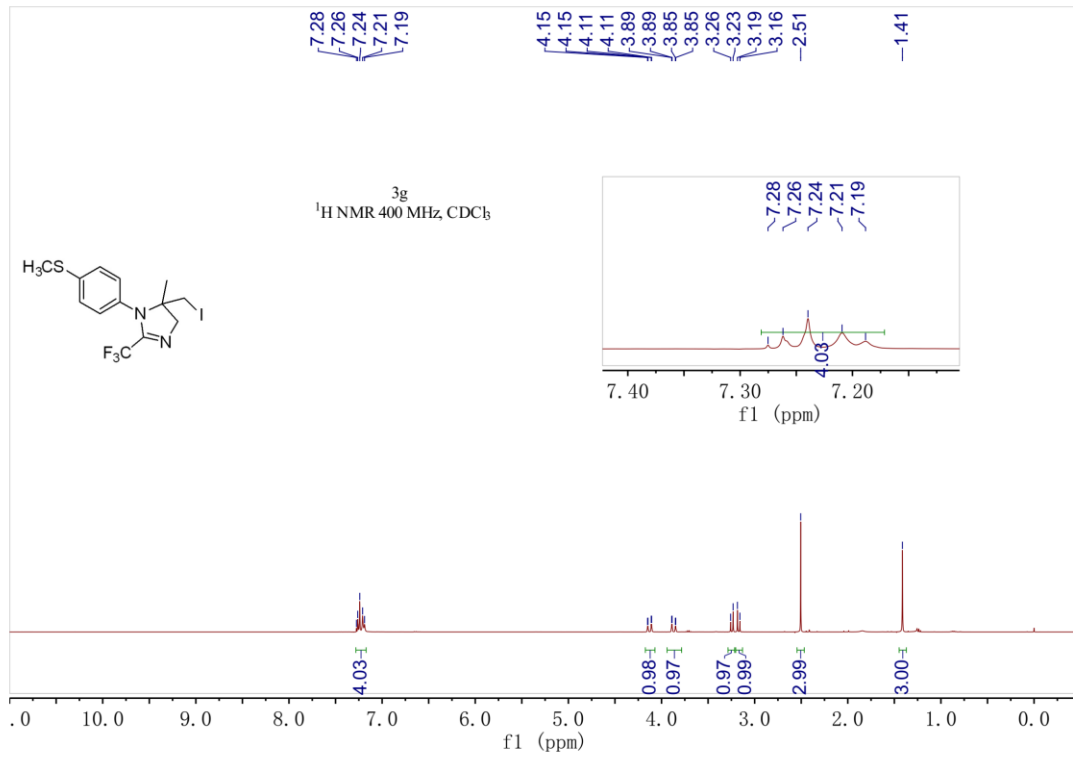 7.28
7.26
7.24
7.21
7.19
4.15
4.15
4.11
4.11
3.89
3.89
3.85
3.85
3.26
3.23
3.19
3.16
2.51
1.41
3g
¹H NMR 400 MHz, CDCl₃
H₃CS
N
I
F₃C
N
7.28
7.26
7.24
7.21
7.19
4.03
7.40 7.30 7.20
f1 (ppm)
4.03
0.98
0.97
0.97
0.99
2.99
3.00
.0 10.0 9.0 8.0 7.0 6.0 5.0 4.0 3.0 2.0 1.0 0.0
f1 (ppm)